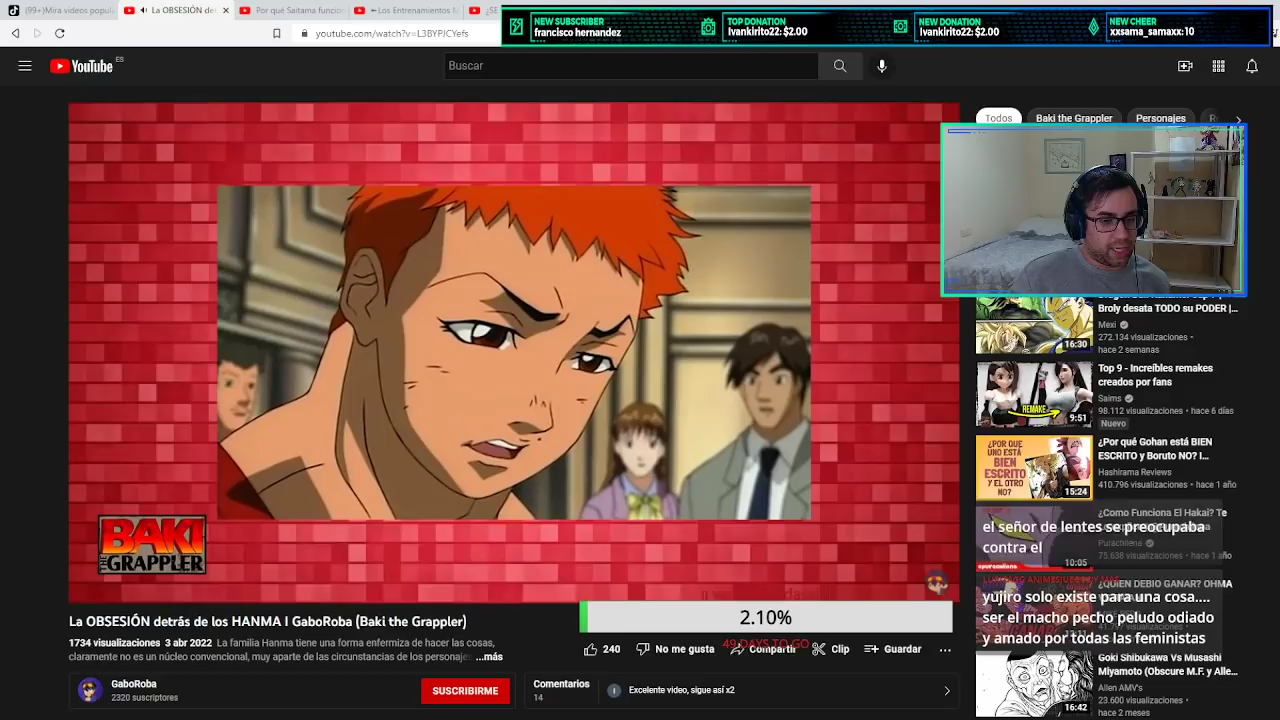 (99+)Mira videos popul
La OBSESIÓN de
Por qué Saitama funcio
Los Entrenamientos M
¿SE
NEW SUBSCRIBER
francisco hernandez
TOP DONATION
Ivankirito22: $2.00
NEW DONATION
Ivankirito22: $2.00
NEW CHEER
xxsama_samaxx:10
youtube.com/watch?v=L3BYPJCYefs
YouTube ES
Buscar
Todos
Baki the Grappler
Personajes
BAKI
THE GRAPPLER
Broly desata TODO su PODER |...
Mexi
272.134 visualizaciones •
hace 2 semanas
16:30
Top 9 - Increíbles remakes
creados por fans
Saims
98.112 visualizaciones • hace 6 días
Nuevo
REMAKE
9:51
¿POR QUE
UNO ESTÁ
BIEN
ESCRITO
Y EL OTRO
NO?
15:24
¿Por qué Gohan está BIEN
ESCRITO y Boruto NO? I...
Hashirama Reviews
410.796 visualizaciones • hace 1 año
¿Como Funciona El Hakai? Te
el señor de lentes se preocupaba
contra el
Purachilena
75.638 visualizaciones • hace 1 año
10:05
¿QUIEN DEBIO GANAR? OHMA
yujiro solo existe para una cosa....
ser el macho pecho peludo odiado
y amado por todas las feministas
Goki Shibukawa Vs Musashi
Miyamoto (Obscure M.F. y Alle...
Allen AMV's
23.600 visualizaciones •
hace 2 meses
16:42
La OBSESIÓN detrás de los HANMA I GaboRoba (Baki the Grappler)
1734 visualizaciones 3 abr 2022 La familia Hanma tiene una forma enfermiza de hacer las cosas,
claramente no es un núcleo convencional, muy aparte de las circunstancias de los personajes ...más
2.10%
49 DAYS TO GO
240
No me gusta
Compartir
Clip
Guardar
GaboRoba
2320 suscriptores
SUSCRIBIRME
Comentarios
14
Excelente video, sigue así x2